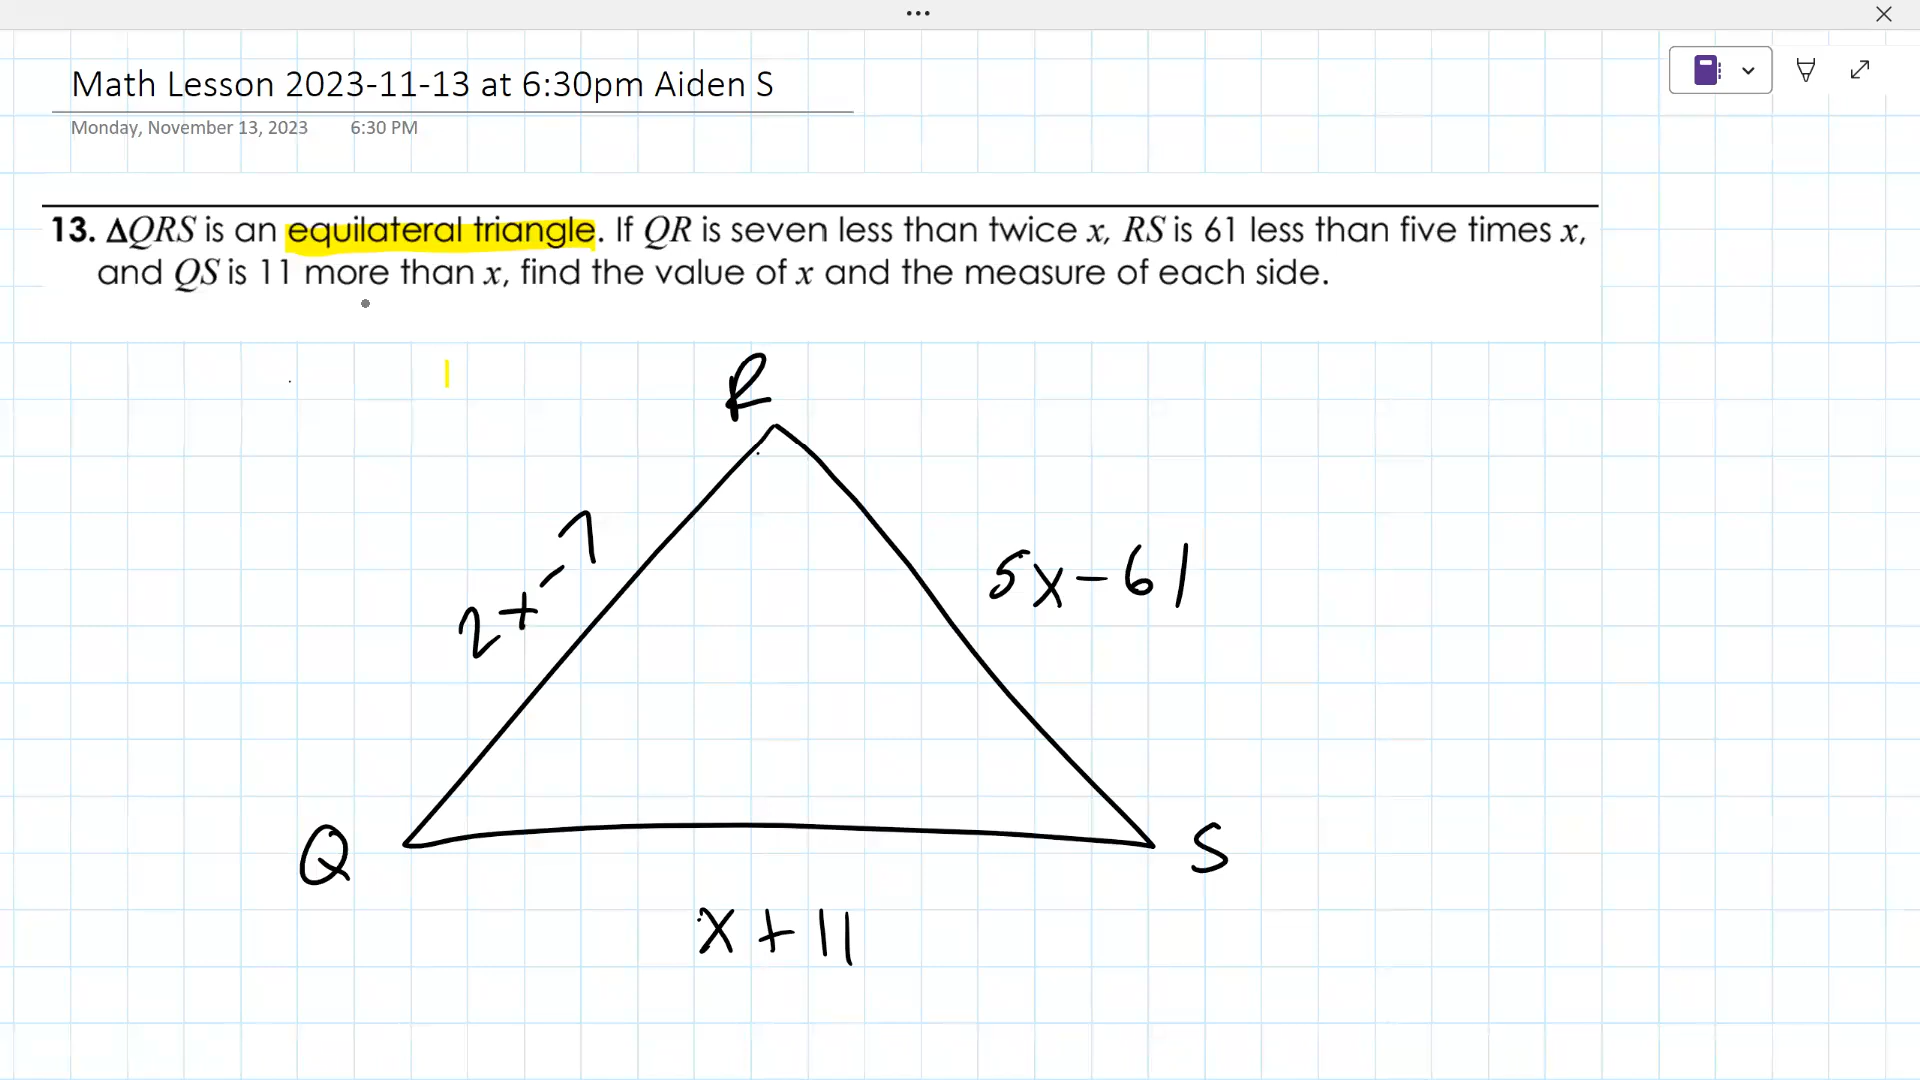 Math Lesson 2023-11-13 at 6:30pm Aiden S
Monday, November 13, 2023 6:30 PM
13. ΔQRS is an equilateral triangle. If QR is seven less than twice x, RS is 61 less than five times x,
and QS is 11 more than x, find the value of x and the measure of each side.
R
2x-7
5x-61
Q
S
x+11